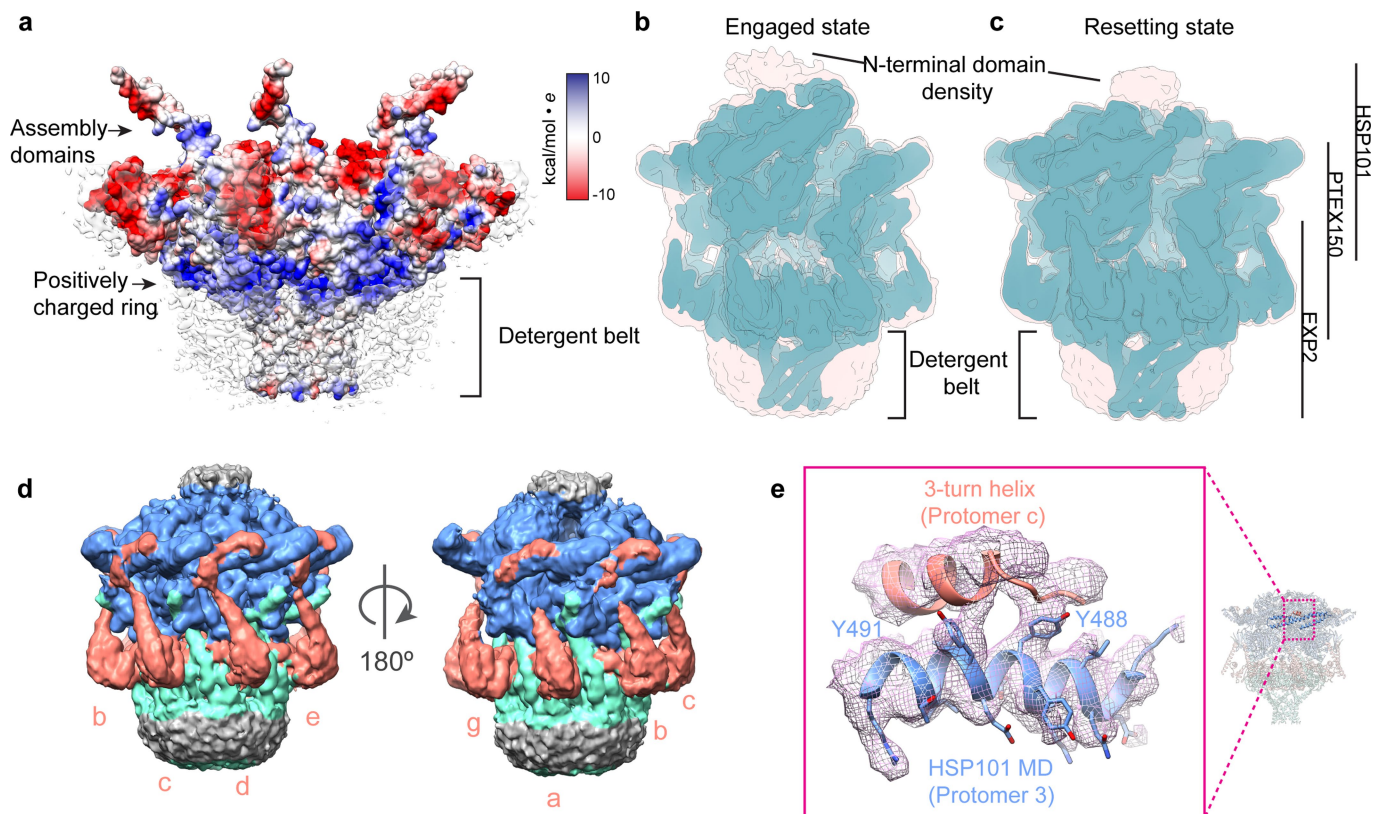 a
Assembly
domains
Positively
charged ring
10
0
-10
kcal/mol • e
Detergent belt
b
Engaged state
N-terminal domain
density
c
Resetting state
Detergent
belt
HSP101
PTEX150
EXP2
d
b
c
d
e
180º
g
a
b
c
e
3-turn helix
(Protomer c)
Y491
Y488
HSP101 MD
(Protomer 3)